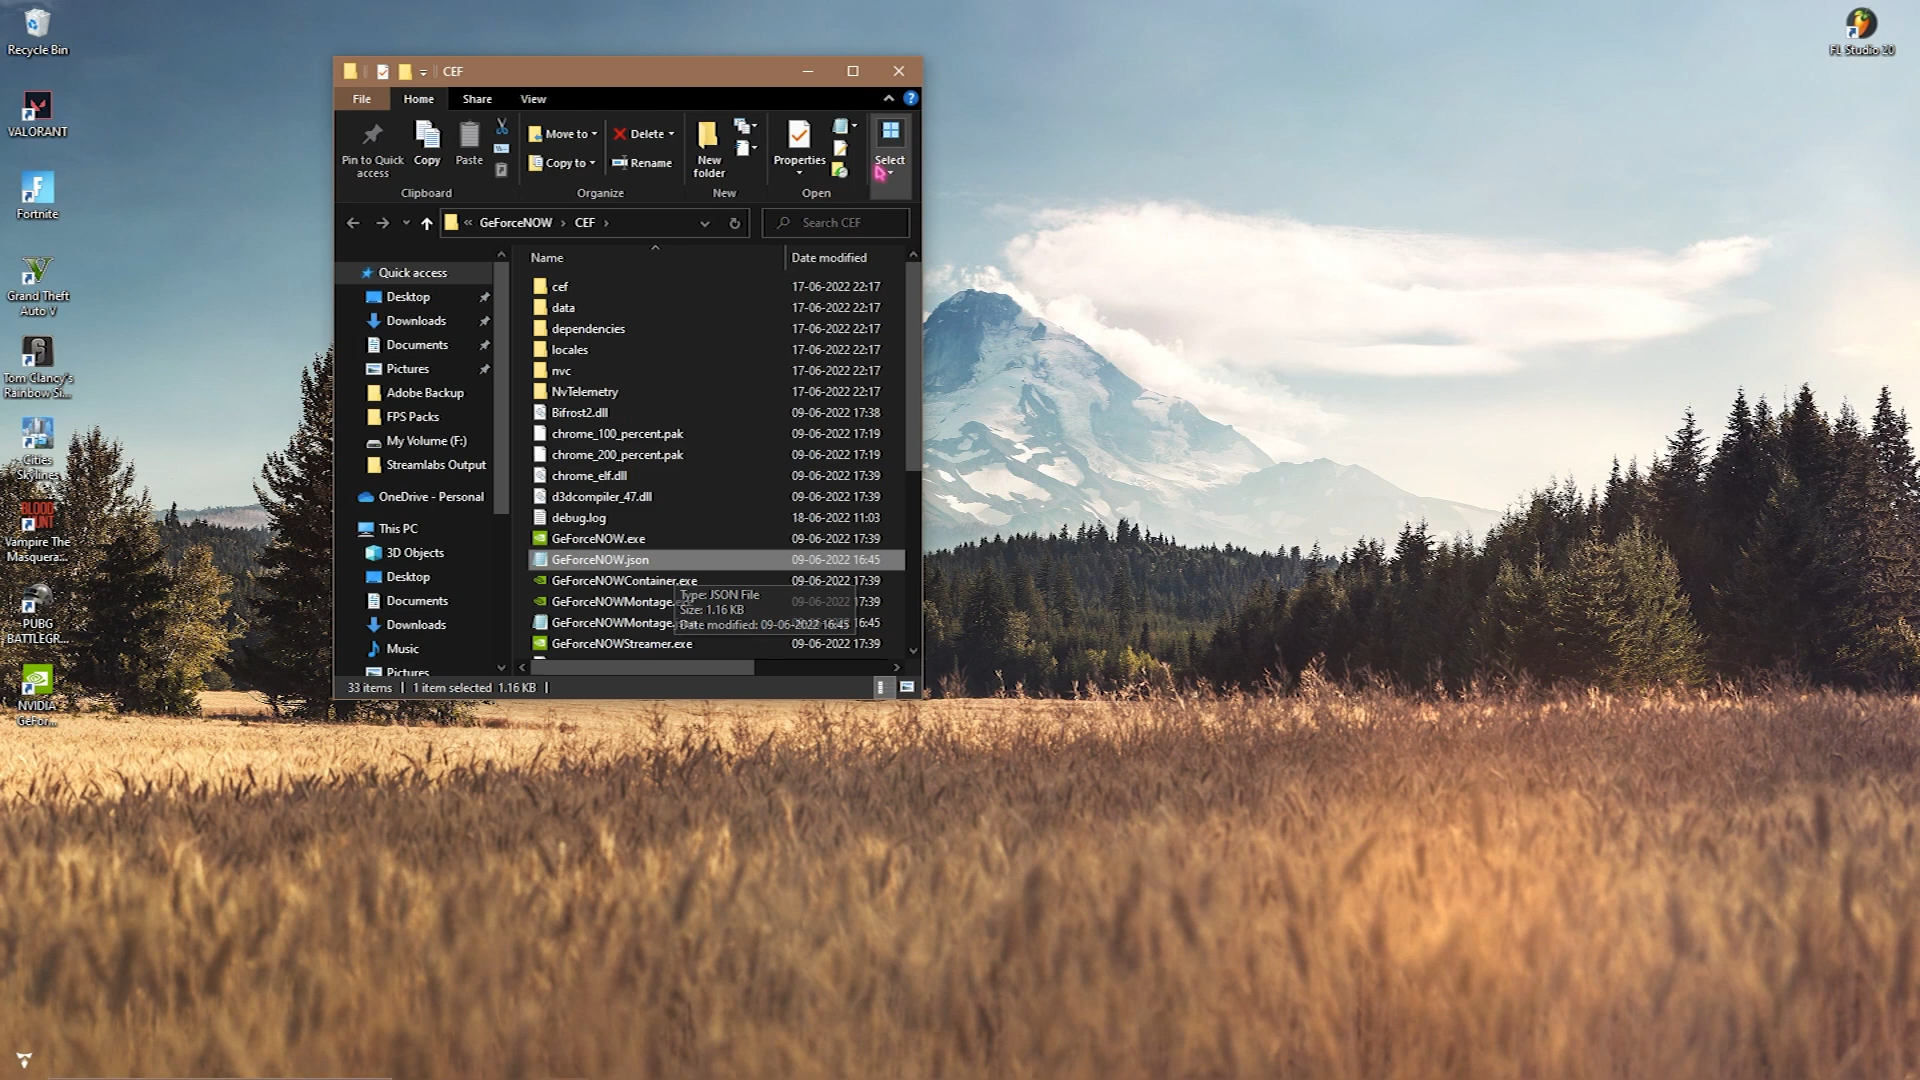 Recycle Bin
VALORANT
Fortnite
Grand Theft
Auto V
Tom Clancy's
Rainbow Si...
Cities
Skylines
BLOOD
HUNT
Vampire The
Masquera...
PUBG
BATTLEGR...
NVIDIA
GeFor...
FL Studio 20
CEF
File
Home
Share
View
?
Pin to Quick
access
Copy
Paste
Move to
Copy to
Delete
Rename
New
folder
Properties
Select
Clipboard
Organize
New
Open
« GeForceNOW › CEF ›
Search CEF
Quick access
Desktop
Downloads
Documents
Pictures
Adobe Backup
FPS Packs
My Volume (F:)
Streamlabs Output
OneDrive - Personal
This PC
3D Objects
Desktop
Documents
Downloads
Music
Pictures
Name Date modified
cef 17-06-2022 22:17
data 17-06-2022 22:17
dependencies 17-06-2022 22:17
locales 17-06-2022 22:17
nvc 17-06-2022 22:17
NvTelemetry 17-06-2022 22:17
Bifrost2.dll 09-06-2022 17:38
chrome_100_percent.pak 09-06-2022 17:19
chrome_200_percent.pak 09-06-2022 17:19
chrome_elf.dll 09-06-2022 17:39
d3dcompiler_47.dll 09-06-2022 17:39
debug.log 18-06-2022 11:03
GeForceNOW.exe 09-06-2022 17:39
GeForceNOW.json 09-06-2022 16:45
GeForceNOWContainer.exe 09-06-2022 17:39
GeForceNOWMontage. 09-06-2022 17:39
GeForceNOWMontage. 16:45
GeForceNOWStreamer.exe 09-06-2022 17:39
Type: JSON File
Size: 1.16 KB
Date modified: 09-06-2022 16:45
33 items
1 item selected 1.16 KB